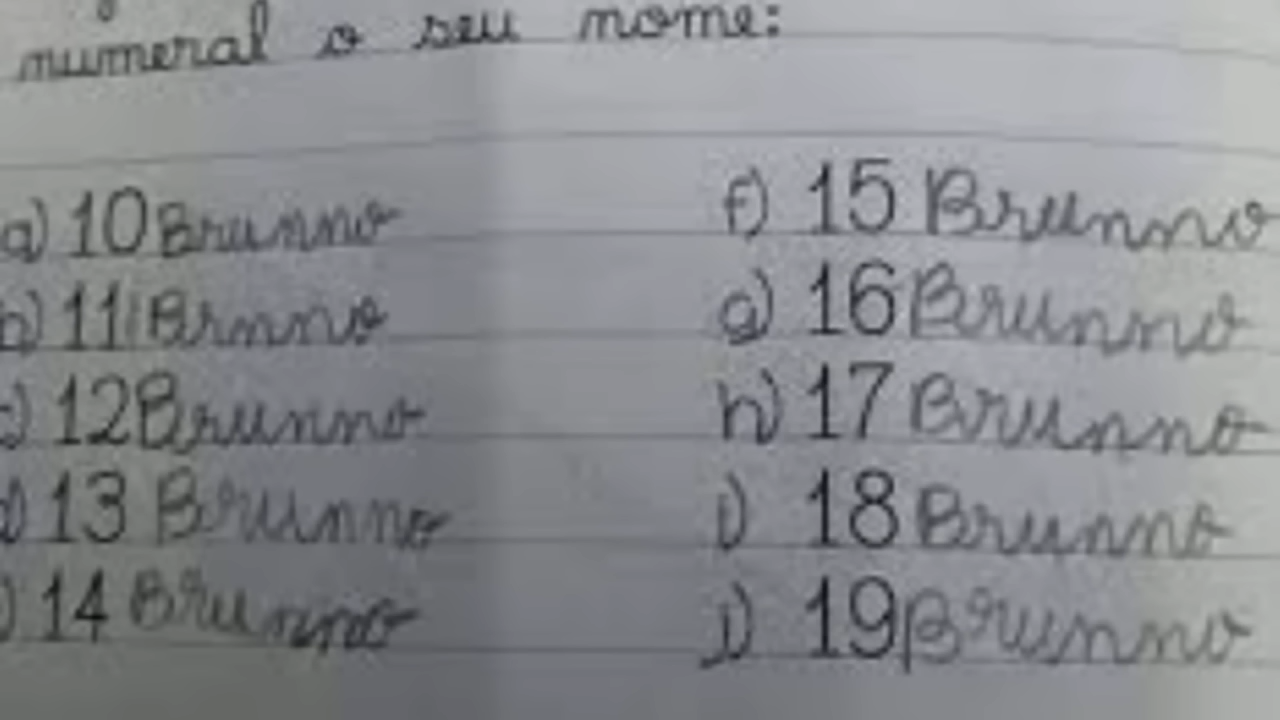 numeral o seu nome:
a) 10 Brunno
b) 11 Brnno
c) 12 Brunno
d) 13 Brunno
) 14 Brunno
f) 15 Brunno
g) 16 Brunno
h) 17 Brunno
i) 18 Brunno
j) 19 Brunno